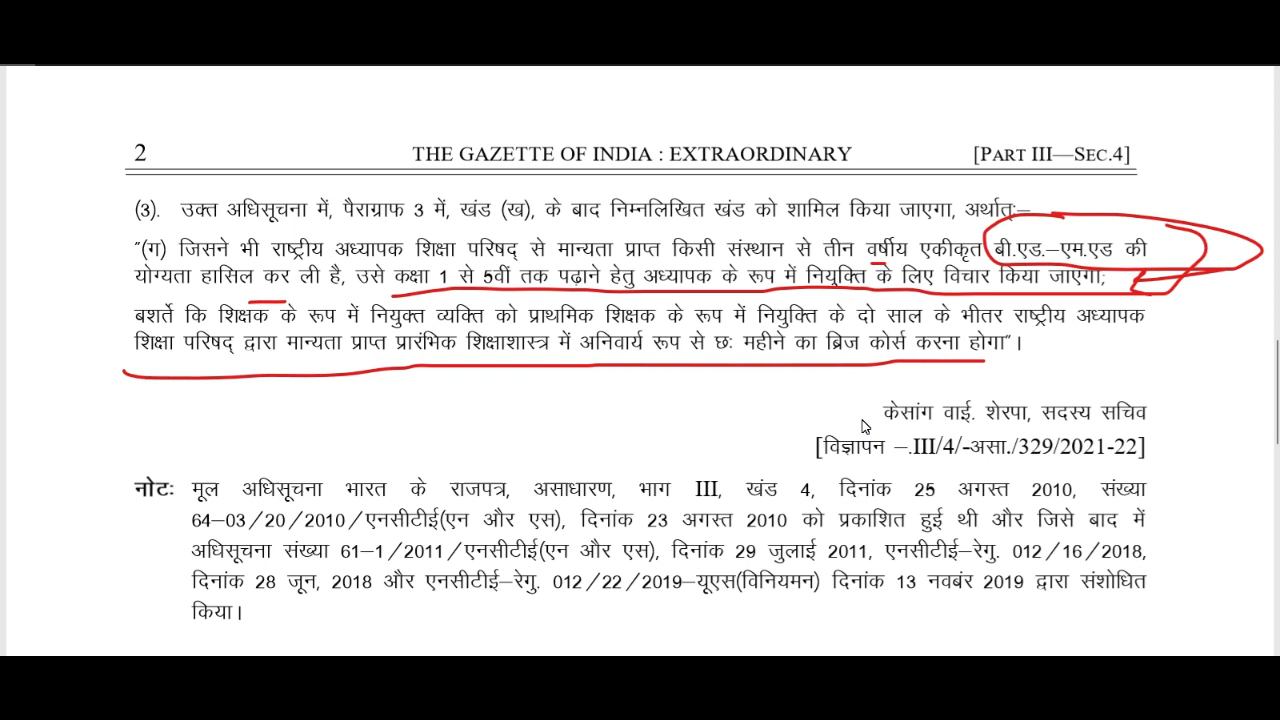 2 THE GAZETTE OF INDIA : EXTRAORDINARY [PART III—SEC.4]
(3). उक्त अधिसूचना में, पैराग्राफ 3 में, खंड (ख), के बाद निम्नलिखित खंड को शामिल किया जाएगा, अर्थात्:–
"(ग) जिसने भी राष्ट्रीय अध्यापक शिक्षा परिषद् से मान्यता प्राप्त किसी संस्थान से तीन वर्षीय एकीकृत बी.एड.–एम.एड की
योग्यता हासिल कर ली है, उसे कक्षा 1 से 5वीं तक पढ़ाने हेतु अध्यापक के रूप में नियुक्ति के लिए विचार किया जाएगा;
बशर्ते कि शिक्षक के रूप में नियुक्त व्यक्ति को प्राथमिक शिक्षक के रूप में नियुक्ति के दो साल के भीतर राष्ट्रीय अध्यापक
शिक्षा परिषद् द्वारा मान्यता प्राप्त प्रारंभिक शिक्षाशास्त्र में अनिवार्य रूप से छः महीने का ब्रिज कोर्स करना होगा"।
केसांग वाई. शेरपा, सदस्य सचिव
[विज्ञापन –.III/4/-असा./329/2021-22]
नोटः मूल अधिसूचना भारत के राजपत्र, असाधारण, भाग III, खंड 4, दिनांक 25 अगस्त 2010, संख्या
64–03/20/2010/एनसीटीई(एन और एस), दिनांक 23 अगस्त 2010 को प्रकाशित हुई थी और जिसे बाद में
अधिसूचना संख्या 61–1/2011/एनसीटीई(एन और एस), दिनांक 29 जुलाई 2011, एनसीटीई–रेगु. 012/16/2018,
दिनांक 28 जून, 2018 और एनसीटीई–रेगु. 012/22/2019–यूएस(विनियमन) दिनांक 13 नवबंर 2019 द्वारा संशोधित
किया।